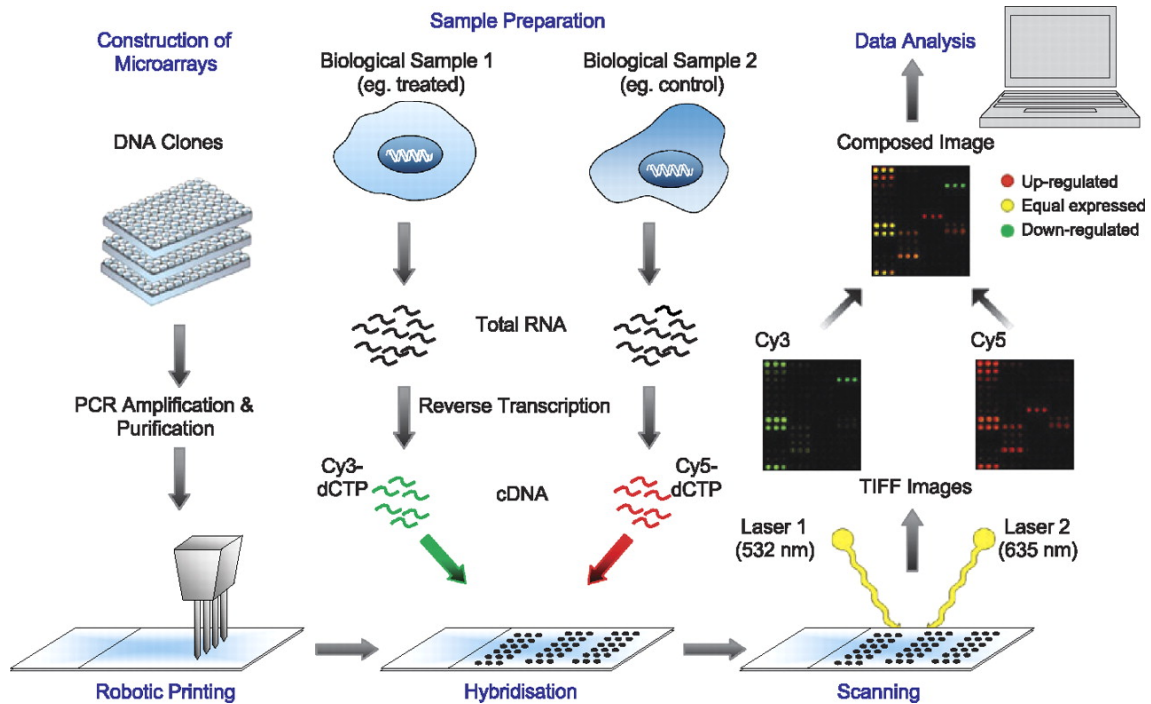 Construction of
Microarrays
DNA Clones
PCR Amplification &
Purification
Robotic Printing
Sample Preparation
Biological Sample 1
(eg. treated)
Biological Sample 2
(eg. control)
Total RNA
Reverse Transcription
Cy3-
dCTP
cDNA
Cy5-
dCTP
Hybridisation
Data Analysis
Composed Image
Up-regulated
Equal expressed
Down-regulated
Cy3
Cy5
TIFF Images
Laser 1
(532 nm)
Laser 2
(635 nm)
Scanning